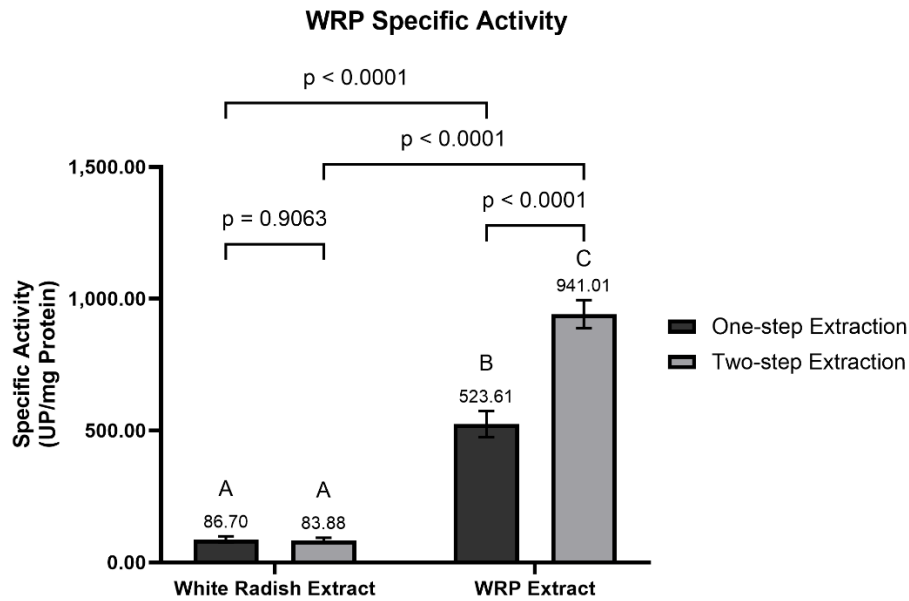 WRP Specific Activity
p < 0.0001
p < 0.0001
p < 0.0001
p = 0.9063
1,500.00
1,000.00
500.00
0.00
Specific Activity
(UP/mg Protein)
A
86.70
A
83.88
B
523.61
C
941.01
White Radish Extract
WRP Extract
One-step Extraction
Two-step Extraction